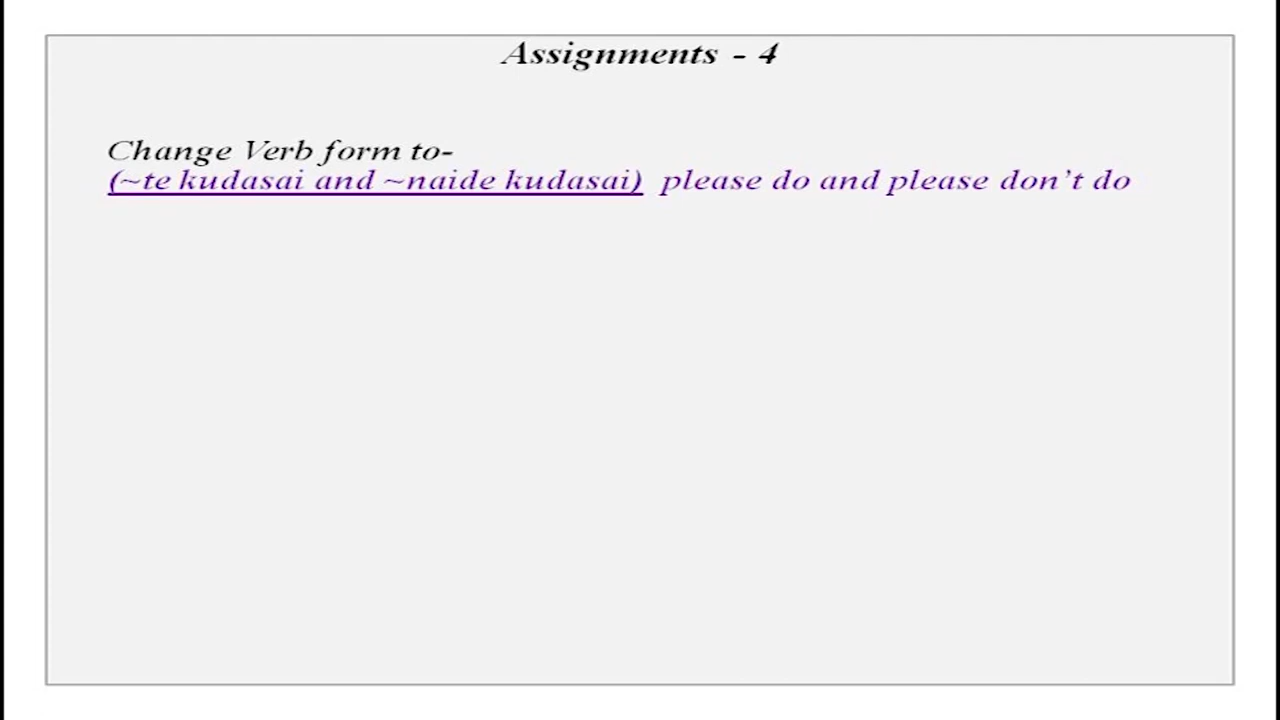 Assignments - 4
Change Verb form to-
(~te kudasai and ~naide kudasai) please do and please don’t do